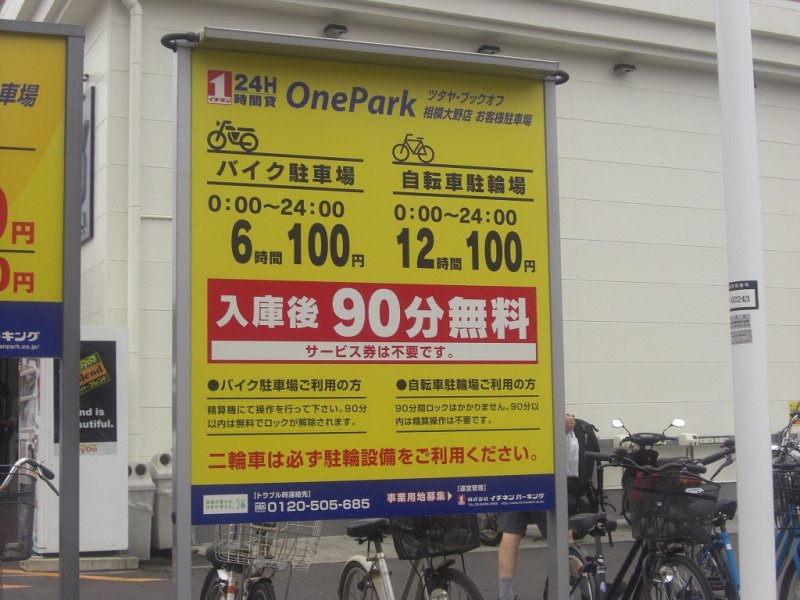 車場
円
円
ーキング
1 イチネン
24H
時間貸
OnePark
ツタヤ・ブックオフ
相模大野店 お客様駐車場
バイク駐車場
0:00〜24:00
6時間 100円
自転車駐輪場
0:00〜24:00
12時間 100円
入庫後 90分無料
サービス券は不要です。
●バイク駐車場ご利用の方
精算機にて操作を行って下さい。90分
以内は無料でロックが解除されます。
●自転車駐輪場ご利用の方
90分間ロックはかかりません。90分以
内は精算操作は不要です。
二輪車は必ず駐輪設備をご利用ください。
【トラブル時連絡先】
0120-505-685
事業用地募集▶
【運営管理】
株式会社 イチネン パーキング
02243